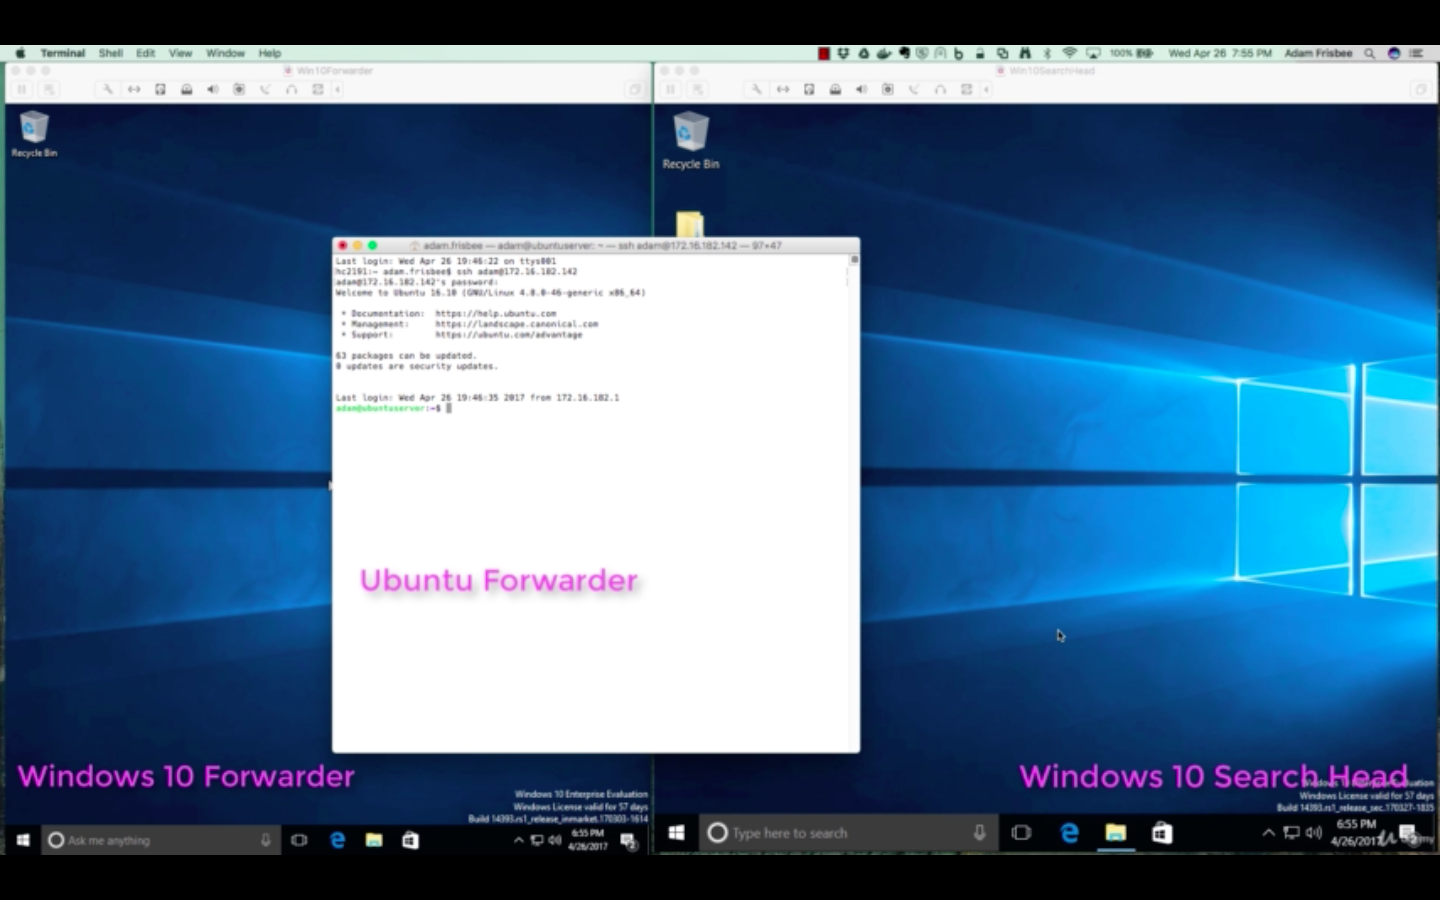 Terminal Shell Edit View Window Help
100% Wed Apr 26 7:55 PM Adam Frisbee
Win10Forwarder
Win10SearchHead
Recycle Bin
Recycle Bin
adam.frisbee — adam@ubuntuserver: ~ — ssh adam@172.16.182.142 — 97×47
Last login: Wed Apr 26 19:46:22 on ttys001
hc2191:~ adam.frisbee$ ssh adam@172.16.182.142
adam@172.16.182.142's password:
Welcome to Ubuntu 16.10 (GNU/Linux 4.8.0-46-generic x86_64)
* Documentation: https://help.ubuntu.com
* Management: https://landscape.canonical.com
* Support: https://ubuntu.com/advantage
63 packages can be updated.
0 updates are security updates.
Last login: Wed Apr 26 19:46:35 2017 from 172.16.182.1
adam@ubuntuserver:~$
Ubuntu Forwarder
Windows 10 Forwarder
Windows 10 Search Head
Windows 10 Enterprise Evaluation
Windows License valid for 57 days
Build 14393.rs1_release_inmarket.170303-1614
Windows License valid for 57 days
Build 14393.rs1_release_sec.170327-1835
Ask me anything
6:55 PM
4/26/2017
2
Type here to search
6:55 PM
4/26/2017